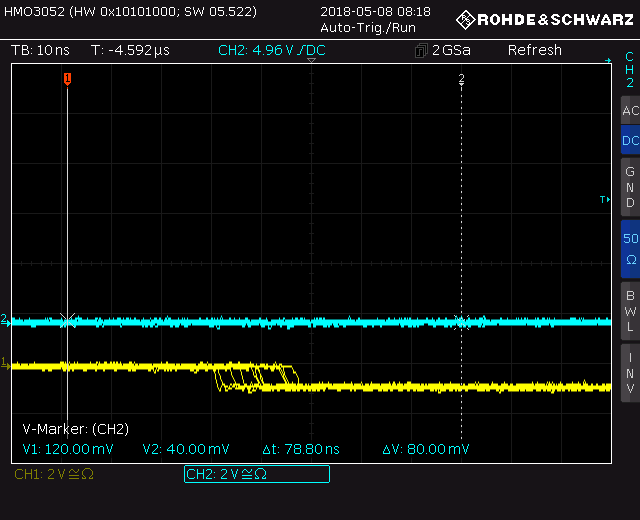 HMO3052 (HW 0x10101000; SW 05.522)
2018-05-08 08:18
Auto-Trig./Run
ROHDE&SCHWARZ
TB: 10 ns
T: -4.592 µs
CH2: 4.96 V / DC
2 GSa
Refresh
CH2
1
2
AC
DC
GND
T
50 Ω
2
BWL
1
INV
V-Marker: (CH2)
V1: 120.00 mV
V2: 40.00 mV
Δt: 78.80 ns
ΔV: 80.00 mV
CH1: 2 V ≅ Ω
CH2: 2 V ≅ Ω